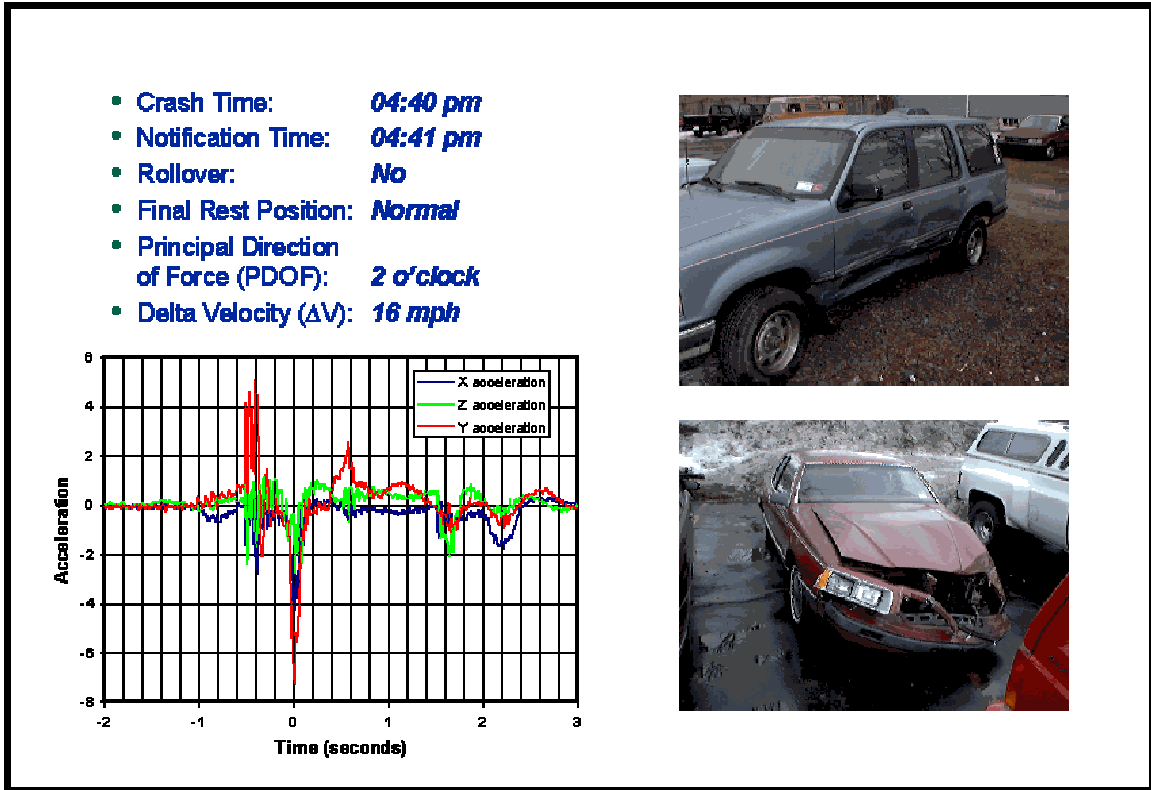 • Crash Time: 04:40 pm
• Notification Time: 04:41 pm
• Rollover: No
• Final Rest Position: Normal
• Principal Direction
of Force (PDOF): 2 o'clock
• Delta Velocity (ΔV): 16 mph
6
4
2
0
-2
-4
-6
-8
Acceleration
X acceleration
Z acceleration
Y acceleration
-2 -1 0 1 2 3
Time (seconds)